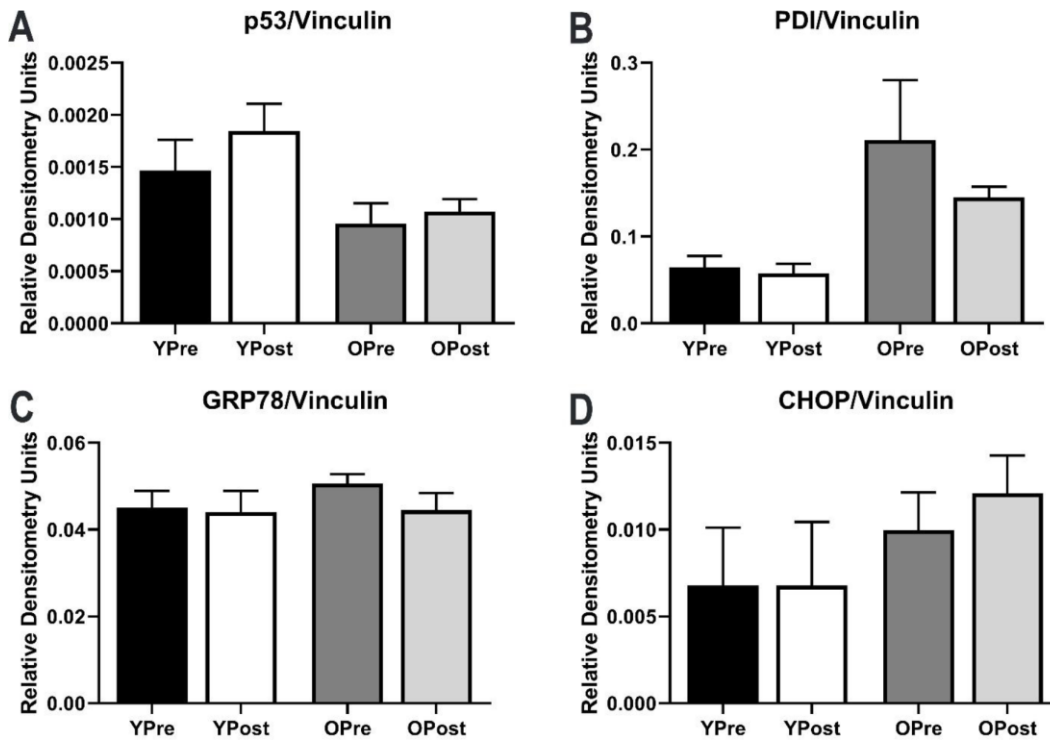 A
p53/Vinculin
Relative Densitometry Units
0.0025
0.0020
0.0015
0.0010
0.0005
0.0000
YPre YPost OPre OPost
B
PDI/Vinculin
Relative Densitometry Units
0.3
0.2
0.1
0.0
YPre YPost OPre OPost
C
GRP78/Vinculin
Relative Densitometry Units
0.06
0.04
0.02
0.00
YPre YPost OPre OPost
D
CHOP/Vinculin
Relative Densitometry Units
0.015
0.010
0.005
0.000
YPre YPost OPre OPost